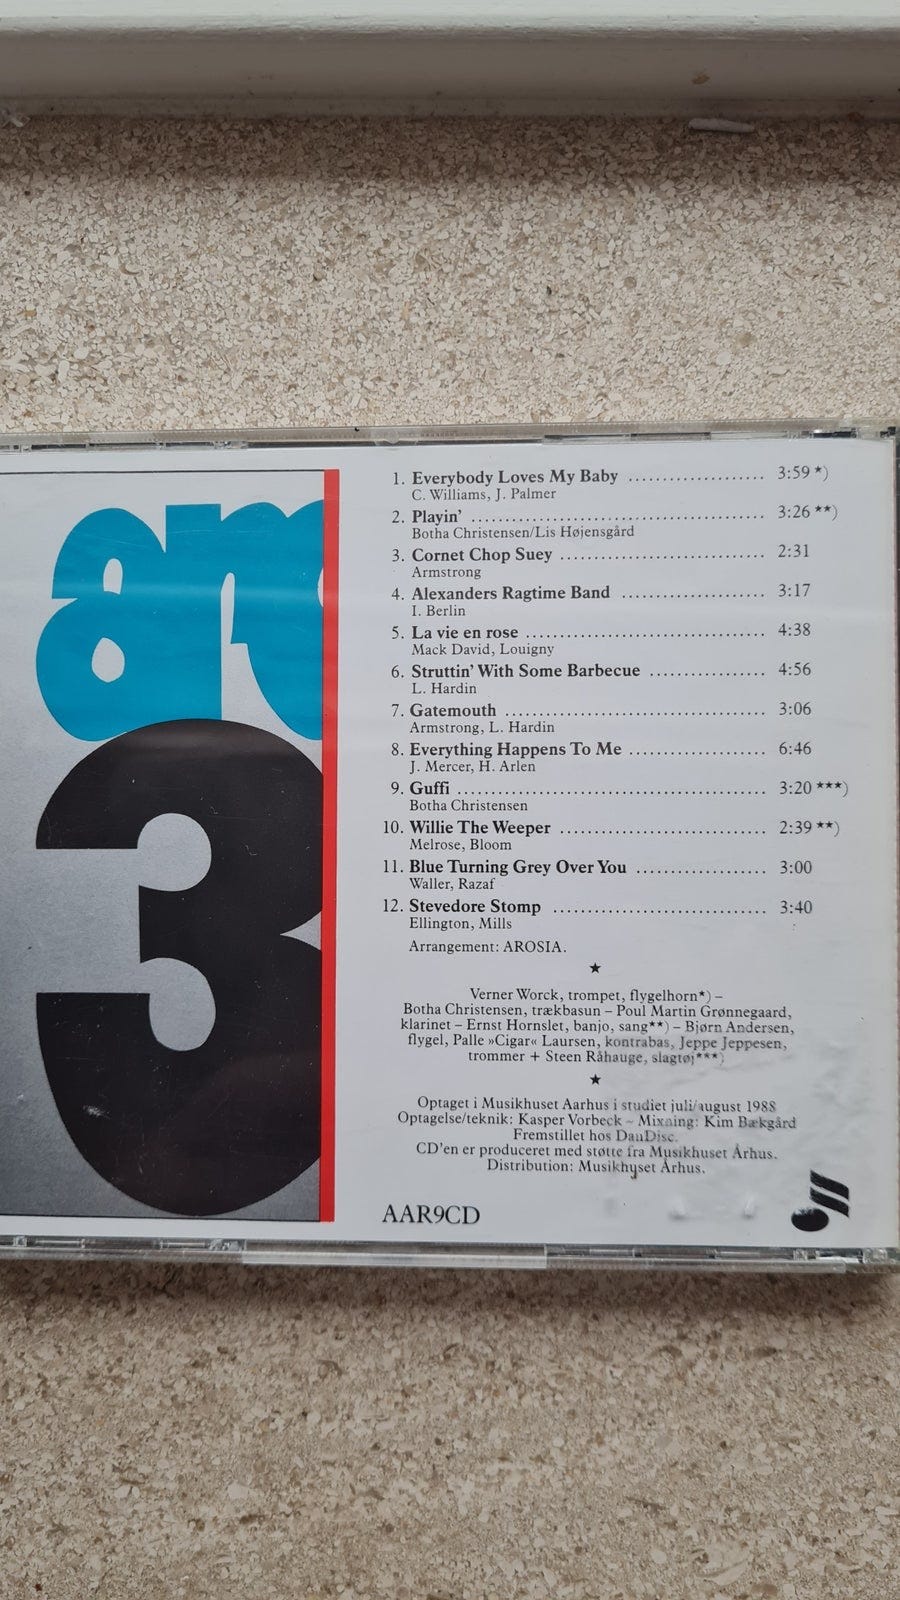 1. Everybody Loves My Baby .................... 3:59 *)
C. Williams, J. Palmer
2. Playin' ........................................... 3:26 **)
Botha Christensen/Lis Højensgård
3. Cornet Chop Suey .............................. 2:31
Armstrong
4. Alexanders Ragtime Band ..................... 3:17
I. Berlin
5. La vie en rose ................................... 4:38
Mack David, Louigny
6. Struttin' With Some Barbecue ................. 4:56
L. Hardin
7. Gatemouth ....................................... 3:06
Armstrong, L. Hardin
8. Everything Happens To Me .................... 6:46
J. Mercer, H. Arlen
9. Guffi .............................................. 3:20 ***)
Botha Christensen
10. Willie The Weeper .............................. 2:39 **)
Melrose, Bloom
11. Blue Turning Grey Over You ................... 3:00
Waller, Razaf
12. Stevedore Stomp ................................ 3:40
Ellington, Mills
Arrangement: AROSIA.
★
Verner Worck, trompet, flygelhorn*) –
Botha Christensen, trækbasun – Poul Martin Grønnegaard,
klarinet – Ernst Hornslet, banjo, sang**) – Bjørn Andersen,
flygel, Palle »Cigar« Laursen, kontrabas, Jeppe Jeppesen,
trommer + Steen Råhauge, slagtøj***)
★
Optaget i Musikhuset Aarhus i studiet juli/august 1988
Optagelse/teknik: Kasper Vorbeck – Mixning: Kim Bækgård
Fremstillet hos DanDisc.
CD'en er produceret med støtte fra Musikhuset Århus.
Distribution: Musikhuset Århus.
AAR9CD
3